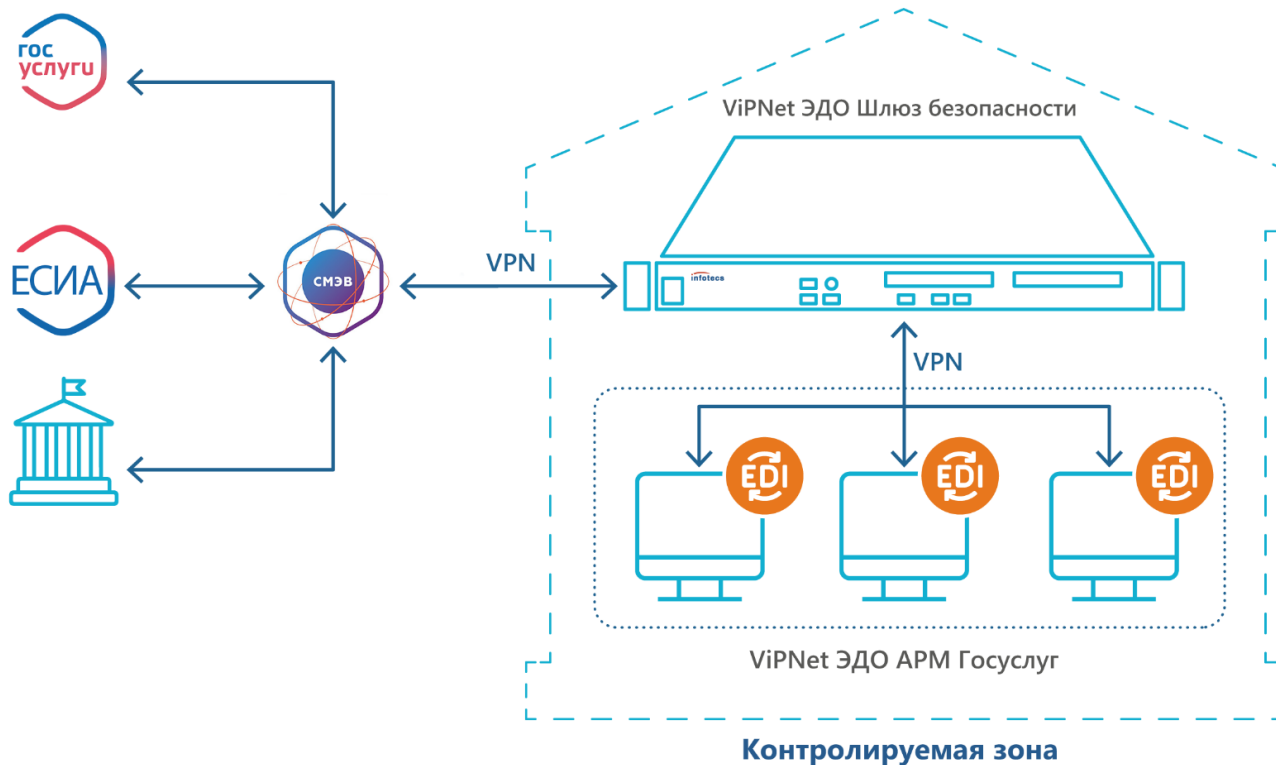 гос
услуги
ЕСИА
СМЭВ
VPN
ViPNet ЭДО Шлюз безопасности
infotecs
VPN
EDI
EDI
EDI
ViPNet ЭДО АРМ Госуслуг
Контролируемая зона